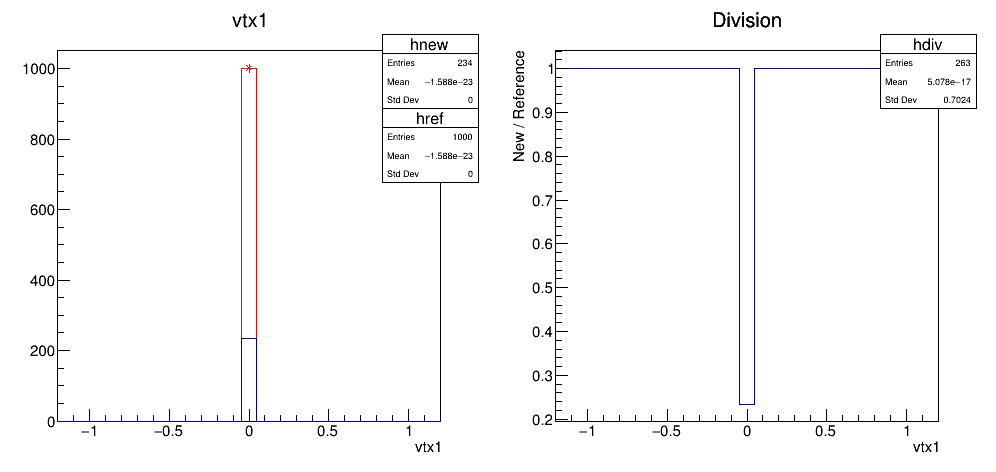 vtx1
hnew
Entries 234
Mean −1.588e−23
Std Dev 0
href
Entries 1000
Mean −1.588e−23
Std Dev 0
1000
800
600
400
200
0
−1 −0.5 0 0.5 1
vtx1
Division
hdiv
Entries 263
Mean 5.078e−17
Std Dev 0.7024
New / Reference
1
0.9
0.8
0.7
0.6
0.5
0.4
0.3
0.2
−1 −0.5 0 0.5 1
vtx1